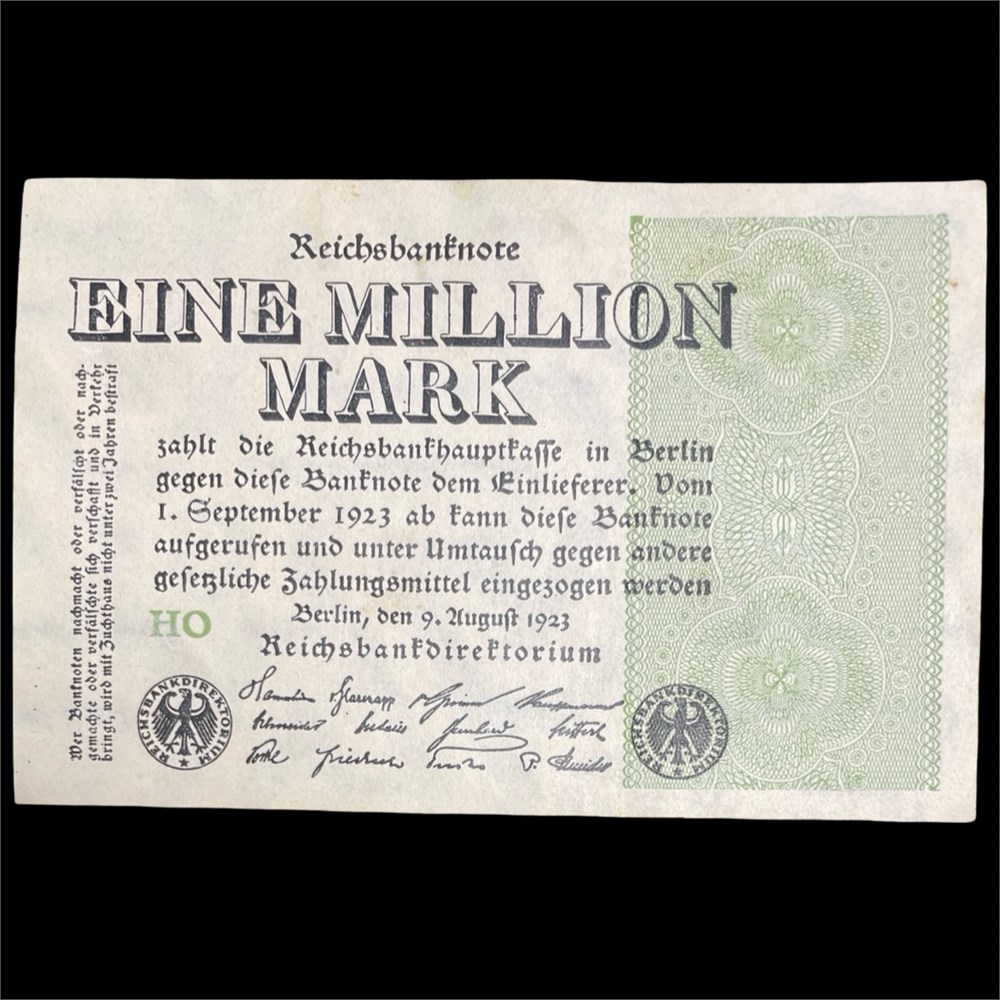 Reichsbanknote
EINE MILLION
MARK
zahlt die Reichsbankhauptkasse in Berlin
gegen diese Banknote dem Einlieferer. Vom
1. September 1923 ab kann diese Banknote
aufgerufen und unter Umtausch gegen andere
gesetzliche Zahlungsmittel eingezogen werden
HO
Berlin, den 9. August 1923
Reichsbankdirektorium
Wer Banknoten nachmacht oder verfälscht oder nach-
gemachte oder verfälschte sich verschafft und in Verkehr
bringt, wird mit Zuchthaus nicht unter zwei Jahren bestraft
REICHSBANKDIREKTORIUM
REICHSBANKDIREKTORIUM